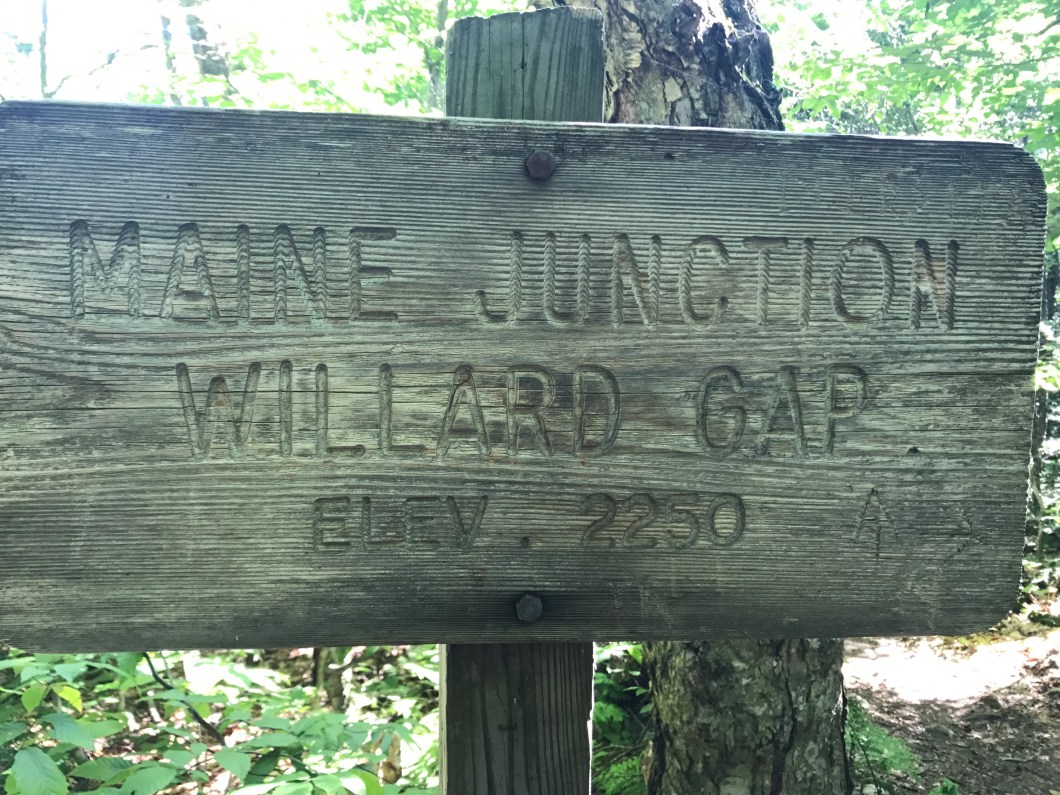 MAINE JUNCTION
WILLARD GAP
ELEV. 2250